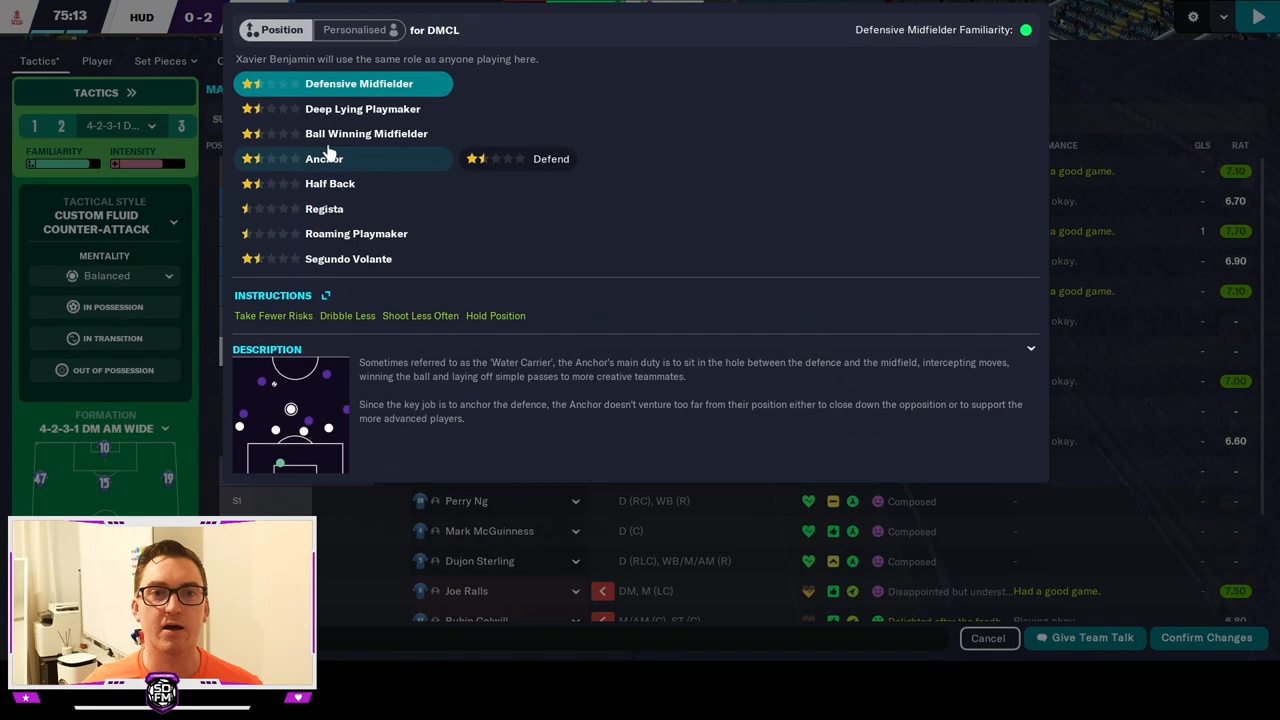 75:13 HUD 0 - 2
Position Personalised for DMCL
Defensive Midfielder Familiarity:
Xavier Benjamin will use the same role as anyone playing here.
Defensive Midfielder
Deep Lying Playmaker
Ball Winning Midfielder
Anchor Defend
Half Back
Regista
Roaming Playmaker
Segundo Volante
INSTRUCTIONS
Take Fewer Risks Dribble Less Shoot Less Often Hold Position
DESCRIPTION
Sometimes referred to as the 'Water Carrier', the Anchor's main duty is to sit in the hole between the defence and the midfield, intercepting moves,
winning the ball and laying off simple passes to more creative teammates.
Since the key job is to anchor the defence, the Anchor doesn't venture too far from their position either to close down the opposition or to support the
more advanced players.
Tactics* Player Set Pieces
TACTICS
1 2 4-2-3-1 D... 3
FAMILIARITY INTENSITY
TACTICAL STYLE
CUSTOM FLUID
COUNTER-ATTACK
MENTALITY
Balanced
IN POSSESSION
IN TRANSITION
OUT OF POSSESSION
FORMATION
4-2-3-1 DM AM WIDE
10
47 15 19
GLS RAT
a good game. - 7.10
okay. - 6.70
a good game. 1 7.70
okay. - 6.90
a good game. - 7.10
okay. -
okay. - 7.00
okay. - 6.60
S1 Perry Ng D (RC), WB (R) Composed - - -
Mark McGuinness D (C) Composed - - -
Dujon Sterling D (RLC), WB/M/AM (R) Composed - - -
Joe Ralls DM, M (LC) Disappointed but underst... Had a good game. - 7.50
Rubin Colwill M/AM (C), ST (C)
Cancel Give Team Talk Confirm Changes
SD
FM